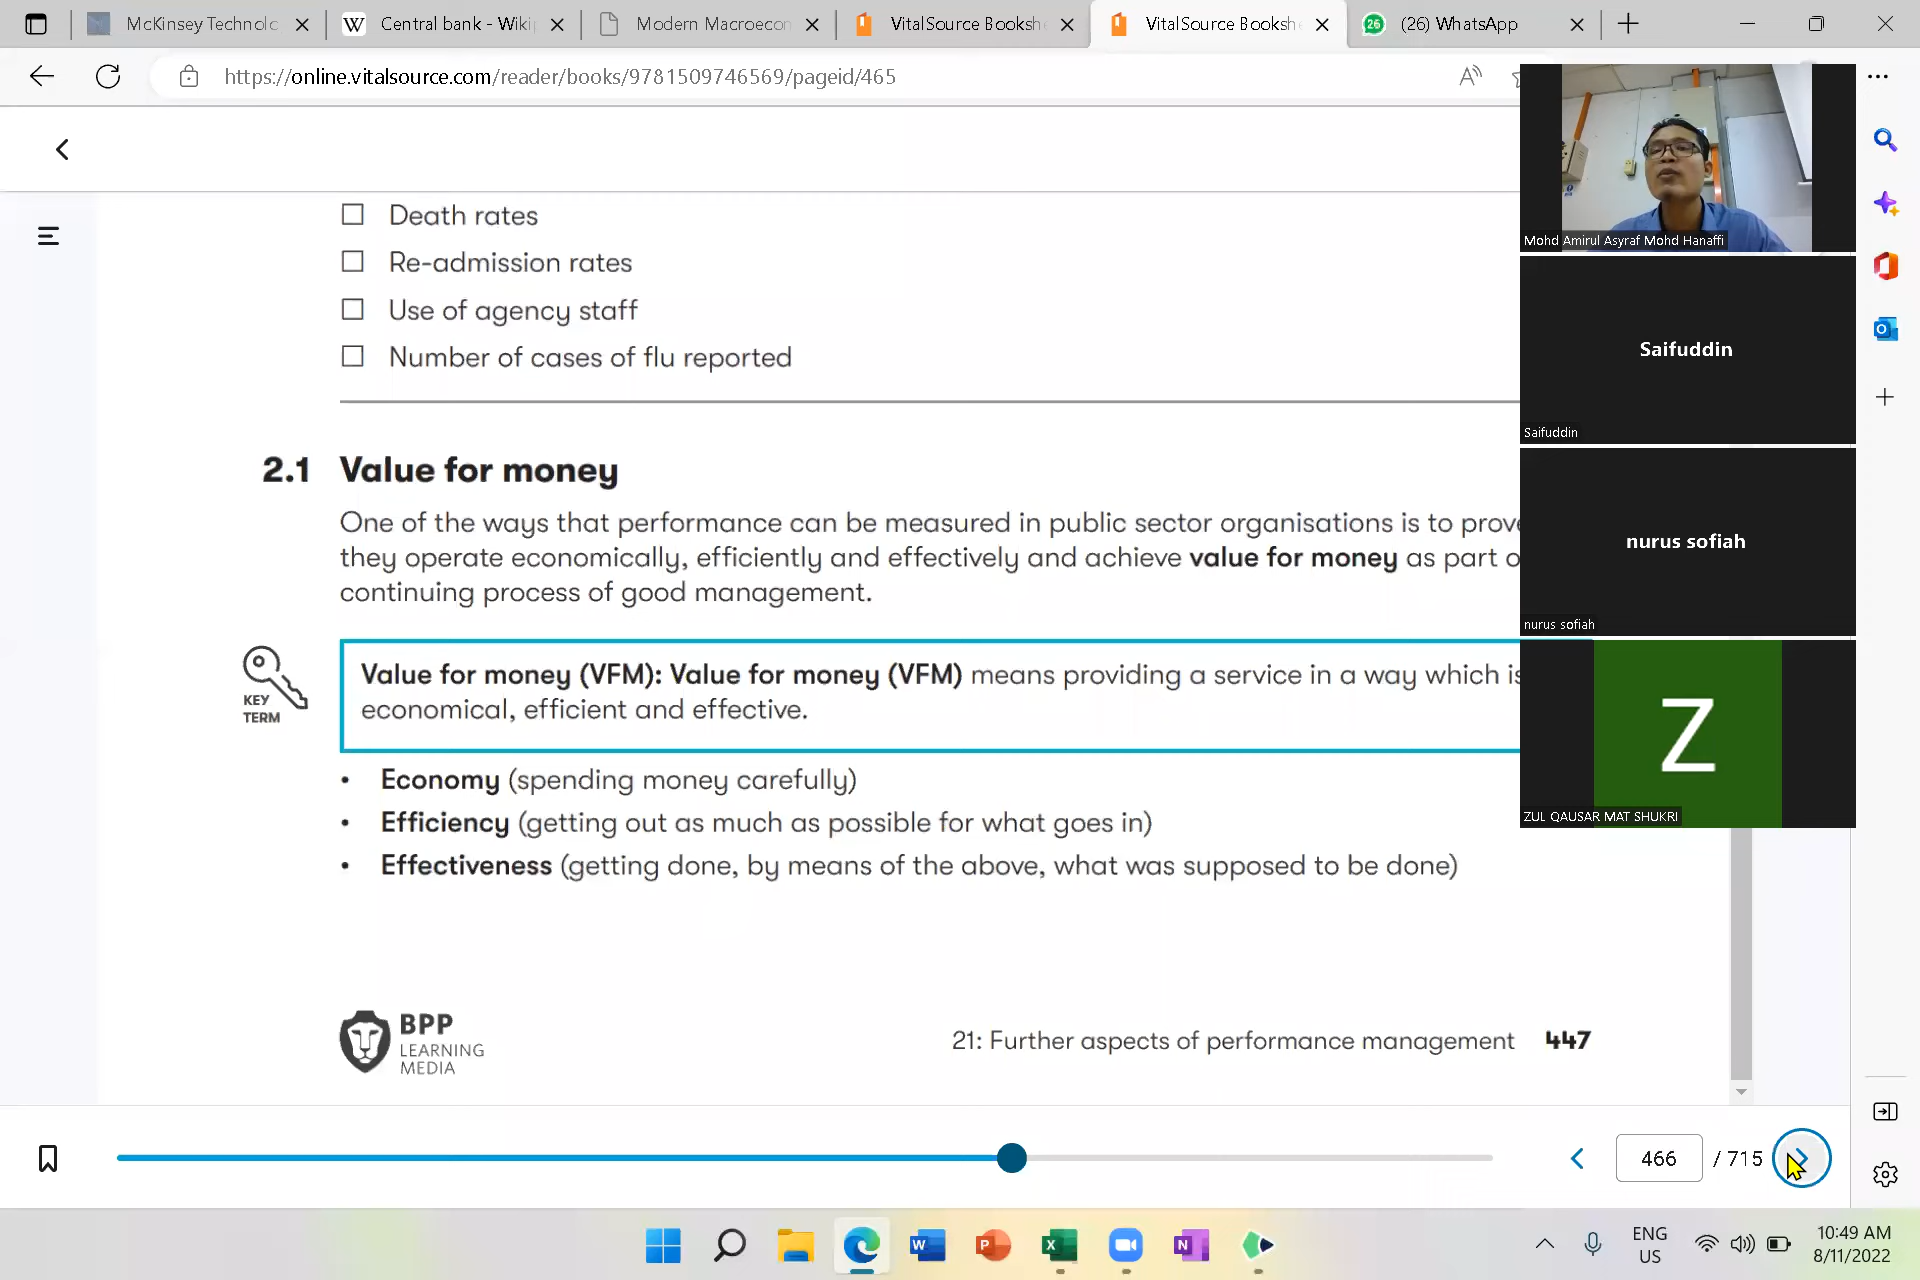 McKinsey Technolo
Central bank - Wiki
Modern Macroecon
VitalSource Bookshe
VitalSource Bookshe
26
(26) WhatsApp
https://online.vitalsource.com/reader/books/9781509746569/pageid/465
Death rates
Re-admission rates
Use of agency staff
Number of cases of flu reported
2.1 Value for money
One of the ways that performance can be measured in public sector organisations is to prove
they operate economically, efficiently and effectively and achieve value for money as part o
continuing process of good management.
KEY
TERM
Value for money (VFM): Value for money (VFM) means providing a service in a way which is
economical, efficient and effective.
• Economy (spending money carefully)
• Efficiency (getting out as much as possible for what goes in)
• Effectiveness (getting done, by means of the above, what was supposed to be done)
BPP
LEARNING
MEDIA
21: Further aspects of performance management 447
Mohd Amirul Asyraf Mohd Hanaffi
Saifuddin
Saifuddin
nurus sofiah
nurus sofiah
Z
ZUL QAUSAR MAT SHUKRI
466 / 715
ENG
US
10:49 AM
8/11/2022